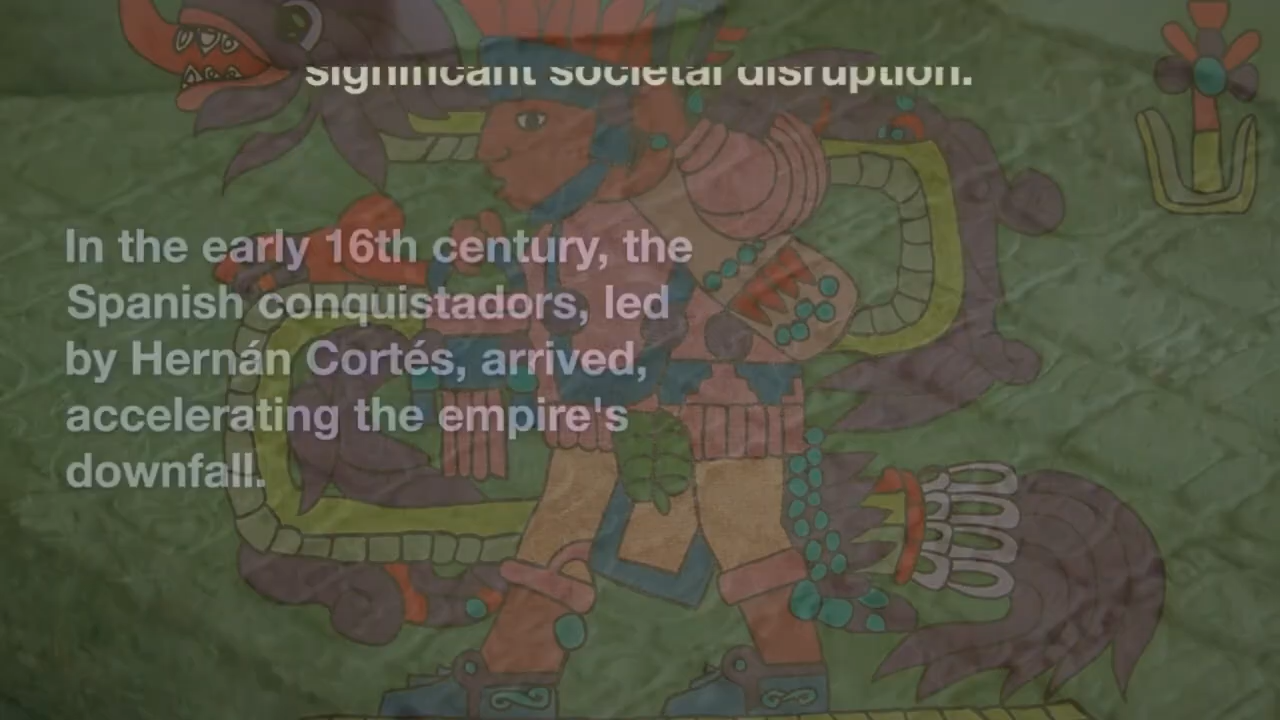 significant societal disruption.
In the early 16th century, the
Spanish conquistadors, led
by Hernán Cortés, arrived,
accelerating the empire's
downfall.